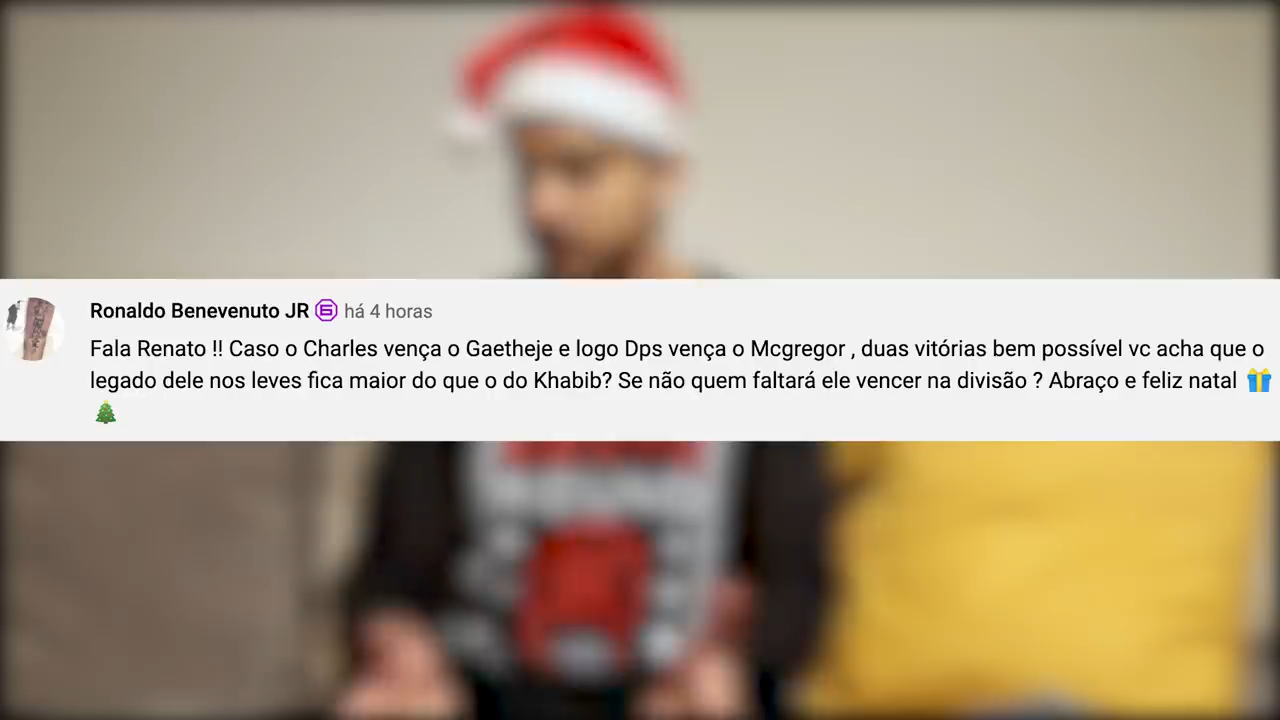 Ronaldo Benevenuto JR há 4 horas
Fala Renato !! Caso o Charles vença o Gaetheje e logo Dps vença o Mcgregor , duas vitórias bem possível vc acha que o
legado dele nos leves fica maior do que o do Khabib? Se não quem faltará ele vencer na divisão ? Abraço e feliz natal 🎁
🎄